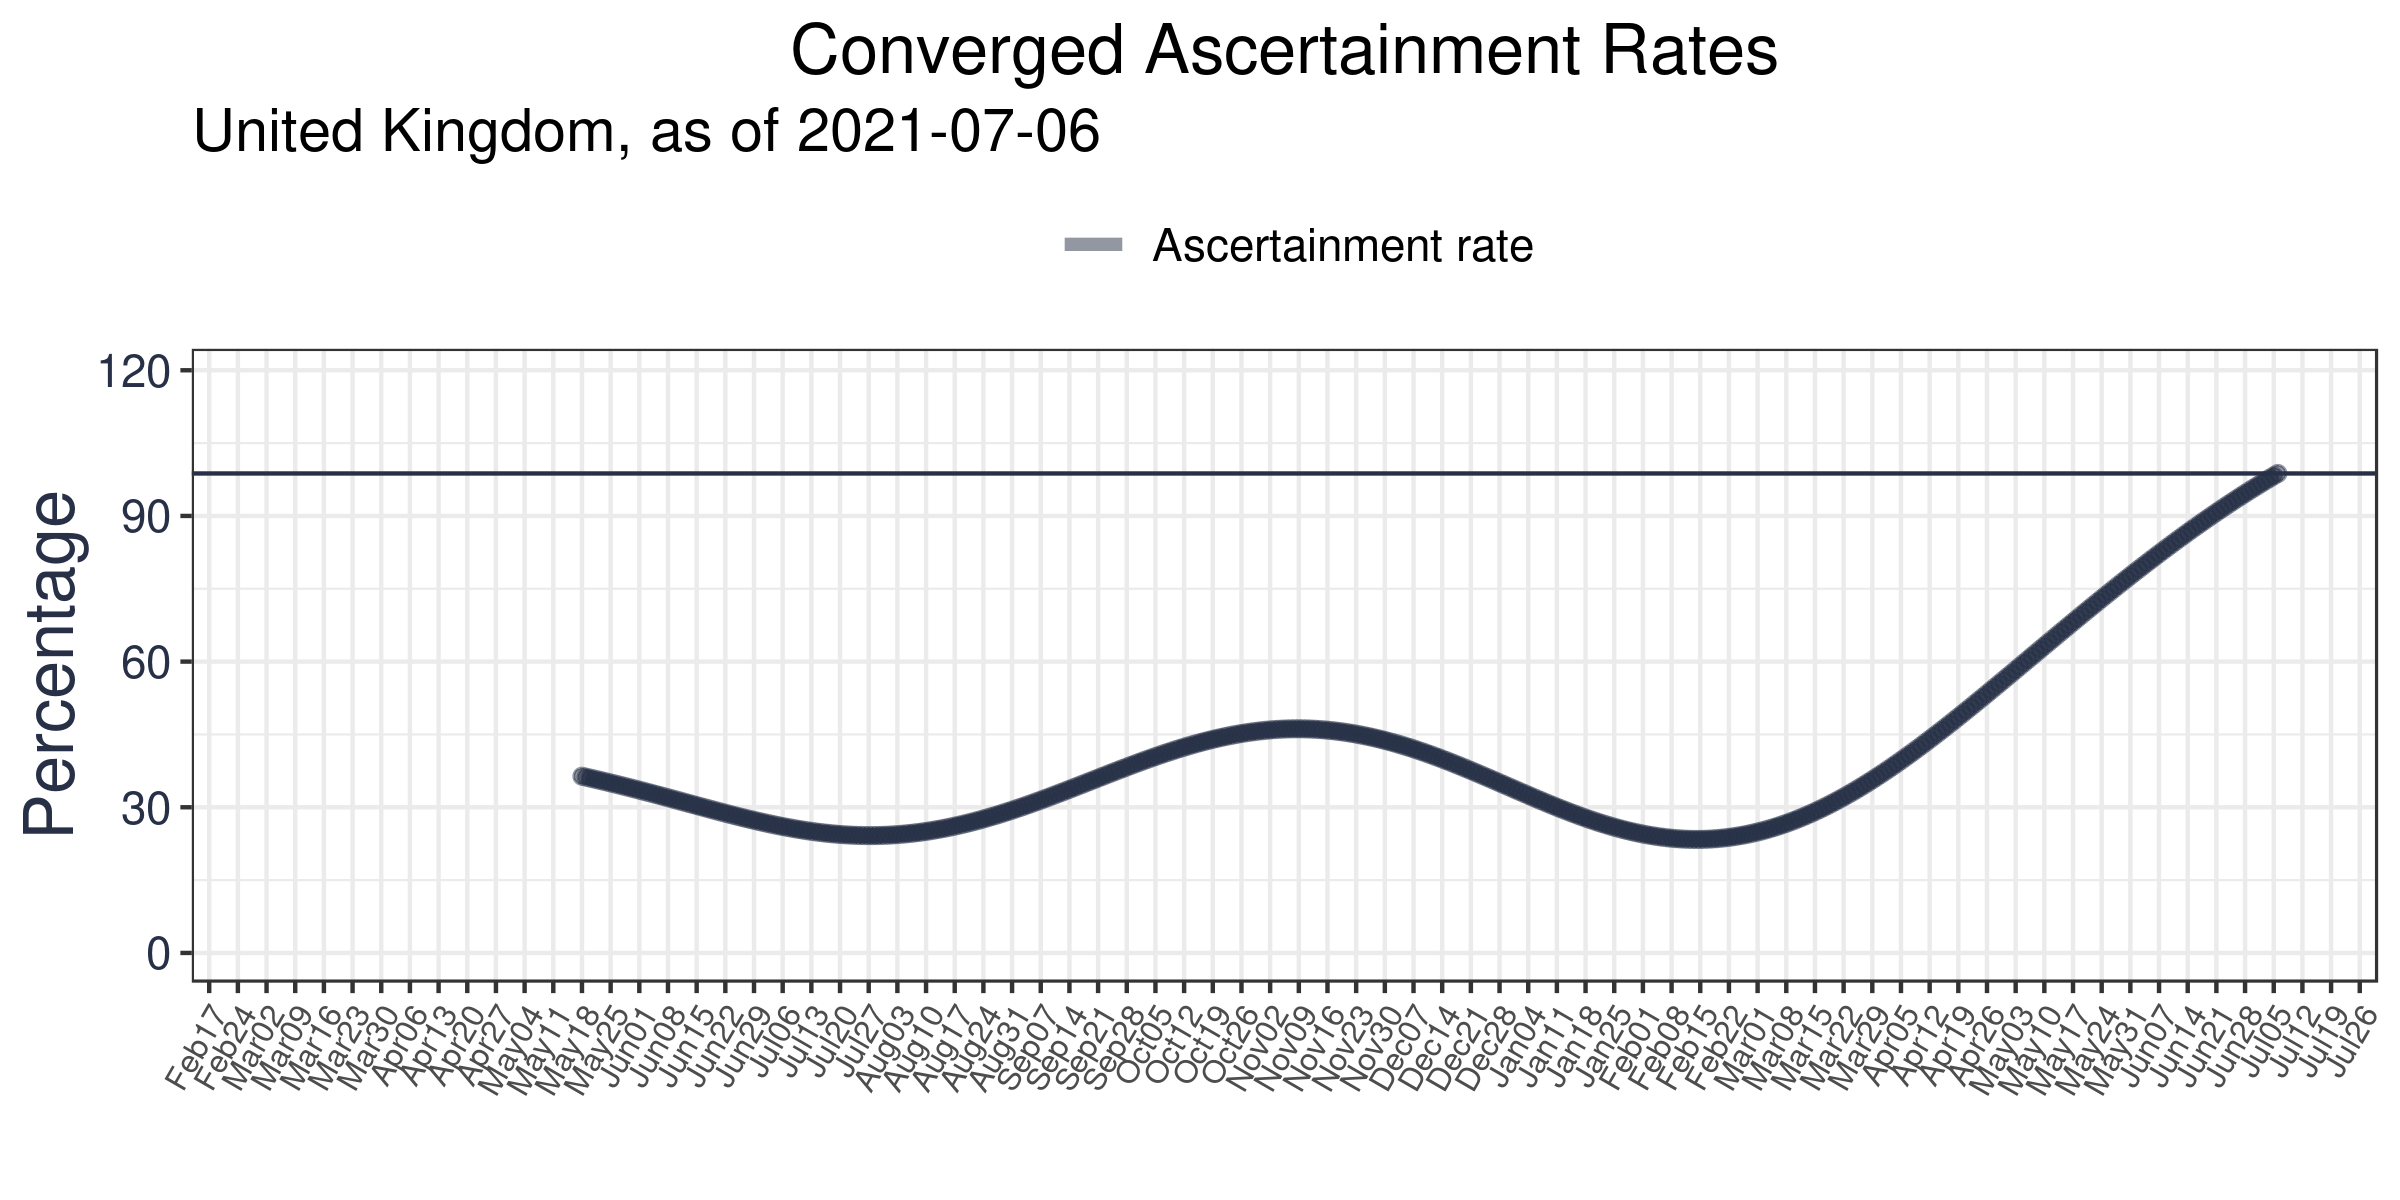 Converged Ascertainment Rates
United Kingdom, as of 2021-07-06
Ascertainment rate
Percentage
120
90
60
30
0
Feb17
Feb24
Mar02
Mar09
Mar16
Mar23
Mar30
Apr06
Apr13
Apr20
Apr27
May04
May11
May18
May25
Jun01
Jun08
Jun15
Jun22
Jun29
Jul06
Jul13
Jul20
Jul27
Aug03
Aug10
Aug17
Aug24
Aug31
Sep07
Sep14
Sep21
Sep28
Oct05
Oct12
Oct19
Oct26
Nov02
Nov09
Nov16
Nov23
Nov30
Dec07
Dec14
Dec21
Dec28
Jan04
Jan11
Jan18
Jan25
Feb01
Feb08
Feb15
Feb22
Mar01
Mar08
Mar15
Mar22
Mar29
Apr05
Apr12
Apr19
Apr26
May03
May10
May17
May24
May31
Jun07
Jun14
Jun21
Jun28
Jul05
Jul12
Jul19
Jul26